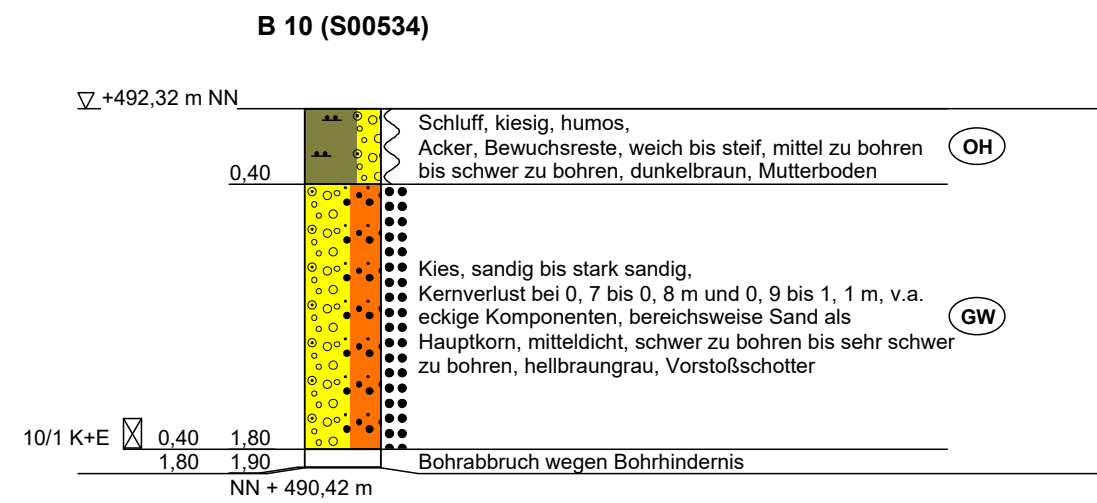 B 10 (S00534)
+492,32 m NN
Schluff, kiesig, humos,
Acker, Bewuchsreste, weich bis steif, mittel zu bohren
bis schwer zu bohren, dunkelbraun, Mutterboden
OH
0,40
Kies, sandig bis stark sandig,
Kernverlust bei 0, 7 bis 0, 8 m und 0, 9 bis 1, 1 m, v.a.
eckige Komponenten, bereichsweise Sand als
Hauptkorn, mitteldicht, schwer zu bohren bis sehr schwer
zu bohren, hellbraungrau, Vorstoßschotter
GW
10/1 K+E 0,40 1,80
1,80 1,90 Bohrabbruch wegen Bohrhindernis
NN + 490,42 m